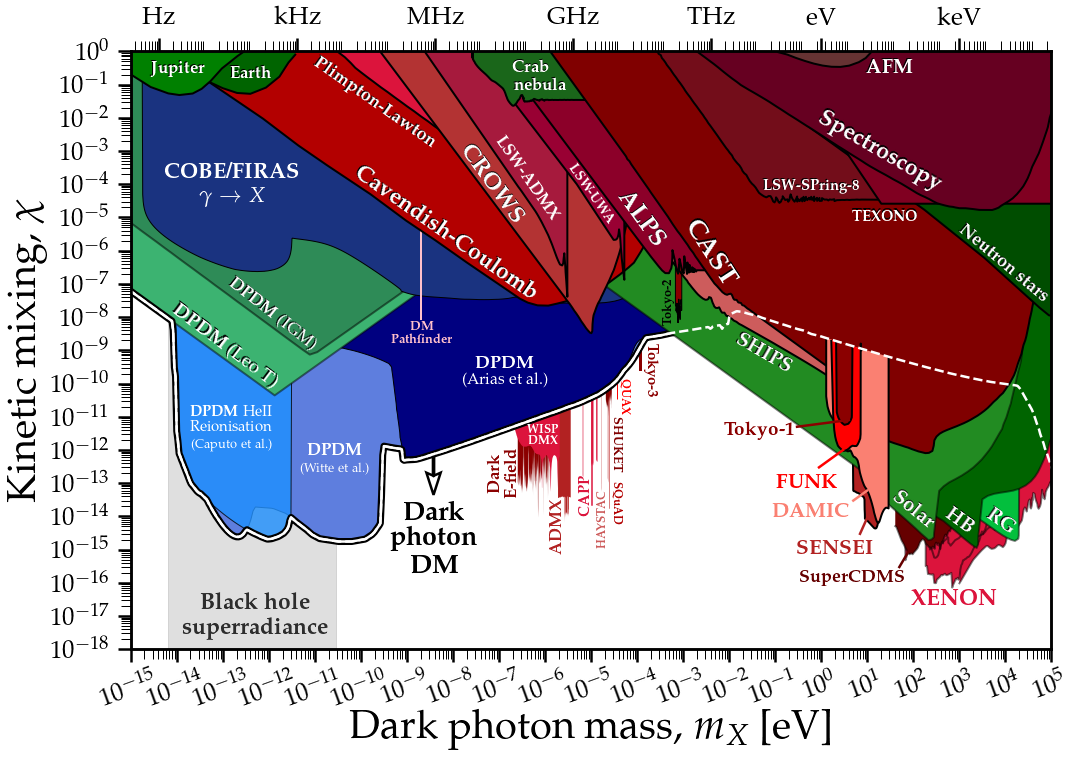 Hz kHz MHz GHz THz eV keV
10^0
10^−1
10^−2
10^−3
10^−4
10^−5
10^−6
10^−7
10^−8
10^−9
10^−10
10^−11
10^−12
10^−13
10^−14
10^−15
10^−16
10^−17
10^−18
Kinetic mixing, χ
Jupiter
Earth
Plimpton-Lawton
Crab
nebula
AFM
COBE/FIRAS
γ → X
Cavendish-Coulomb
CROWS
LSW-ADMX
LSW-UWA
ALPS
CAST
LSW-SPring-8
Spectroscopy
TEXONO
Neutron stars
DPDM (IGM)
DPDM (Leo T)
DM
Pathfinder
Tokyo-2
SHIPS
DPDM
(Arias et al.)
Tokyo-3
QUAX
DPDM HeII
Reionisation
(Caputo et al.)
DPDM
(Witte et al.)
WISP
DMX
Dark
E-field
ADMX
CAPP
HAYSTAC
SHUKET
SQuAD
Tokyo-1
FUNK
DAMIC
SENSEI
SuperCDMS
Solar
HB
RG
XENON
Dark
photon
DM
Black hole
superradiance
10^−15 10^−14 10^−13 10^−12 10^−11 10^−10 10^−9 10^−8 10^−7 10^−6 10^−5 10^−4 10^−3 10^−2 10^−1 10^0 10^1 10^2 10^3 10^4 10^5
Dark photon mass, m_X [eV]